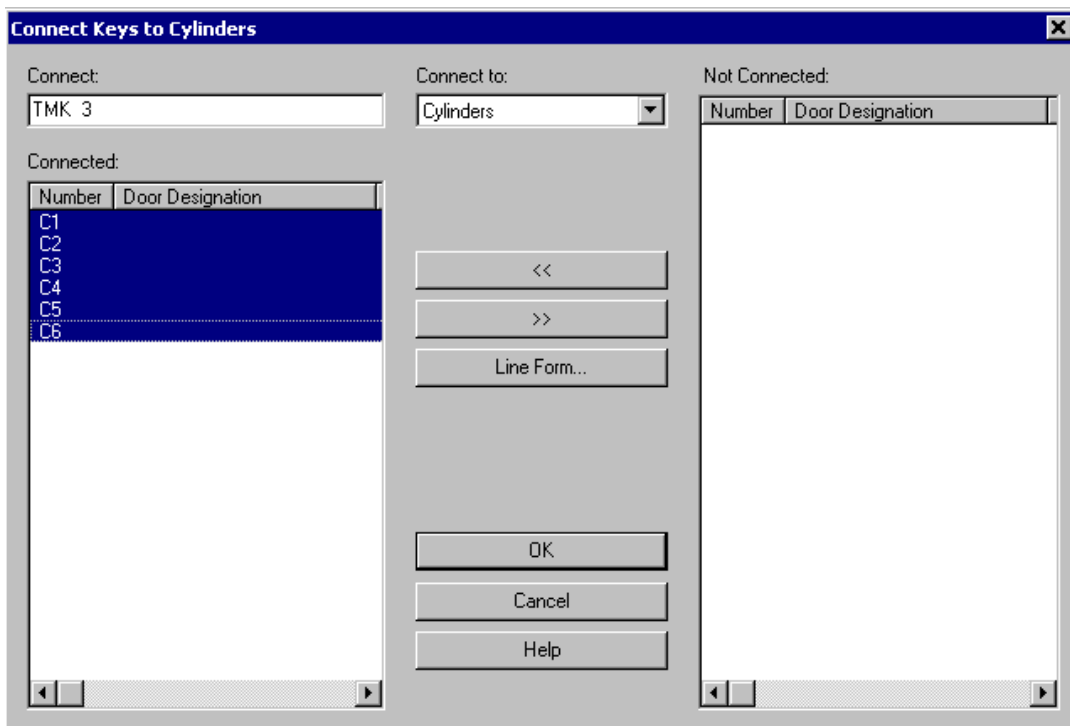 Connect Keys to Cylinders
Connect:
TMK 3
Connected:
Number Door Designation
C1
C2
C3
C4
C5
C6
Connect to:
Cylinders
<<
>>
Line Form...
OK
Cancel
Help
Not Connected:
Number Door Designation